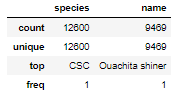 species name
count 12600 9469
unique 12600 9469
top CSC Ouachita shiner
freq 1 1